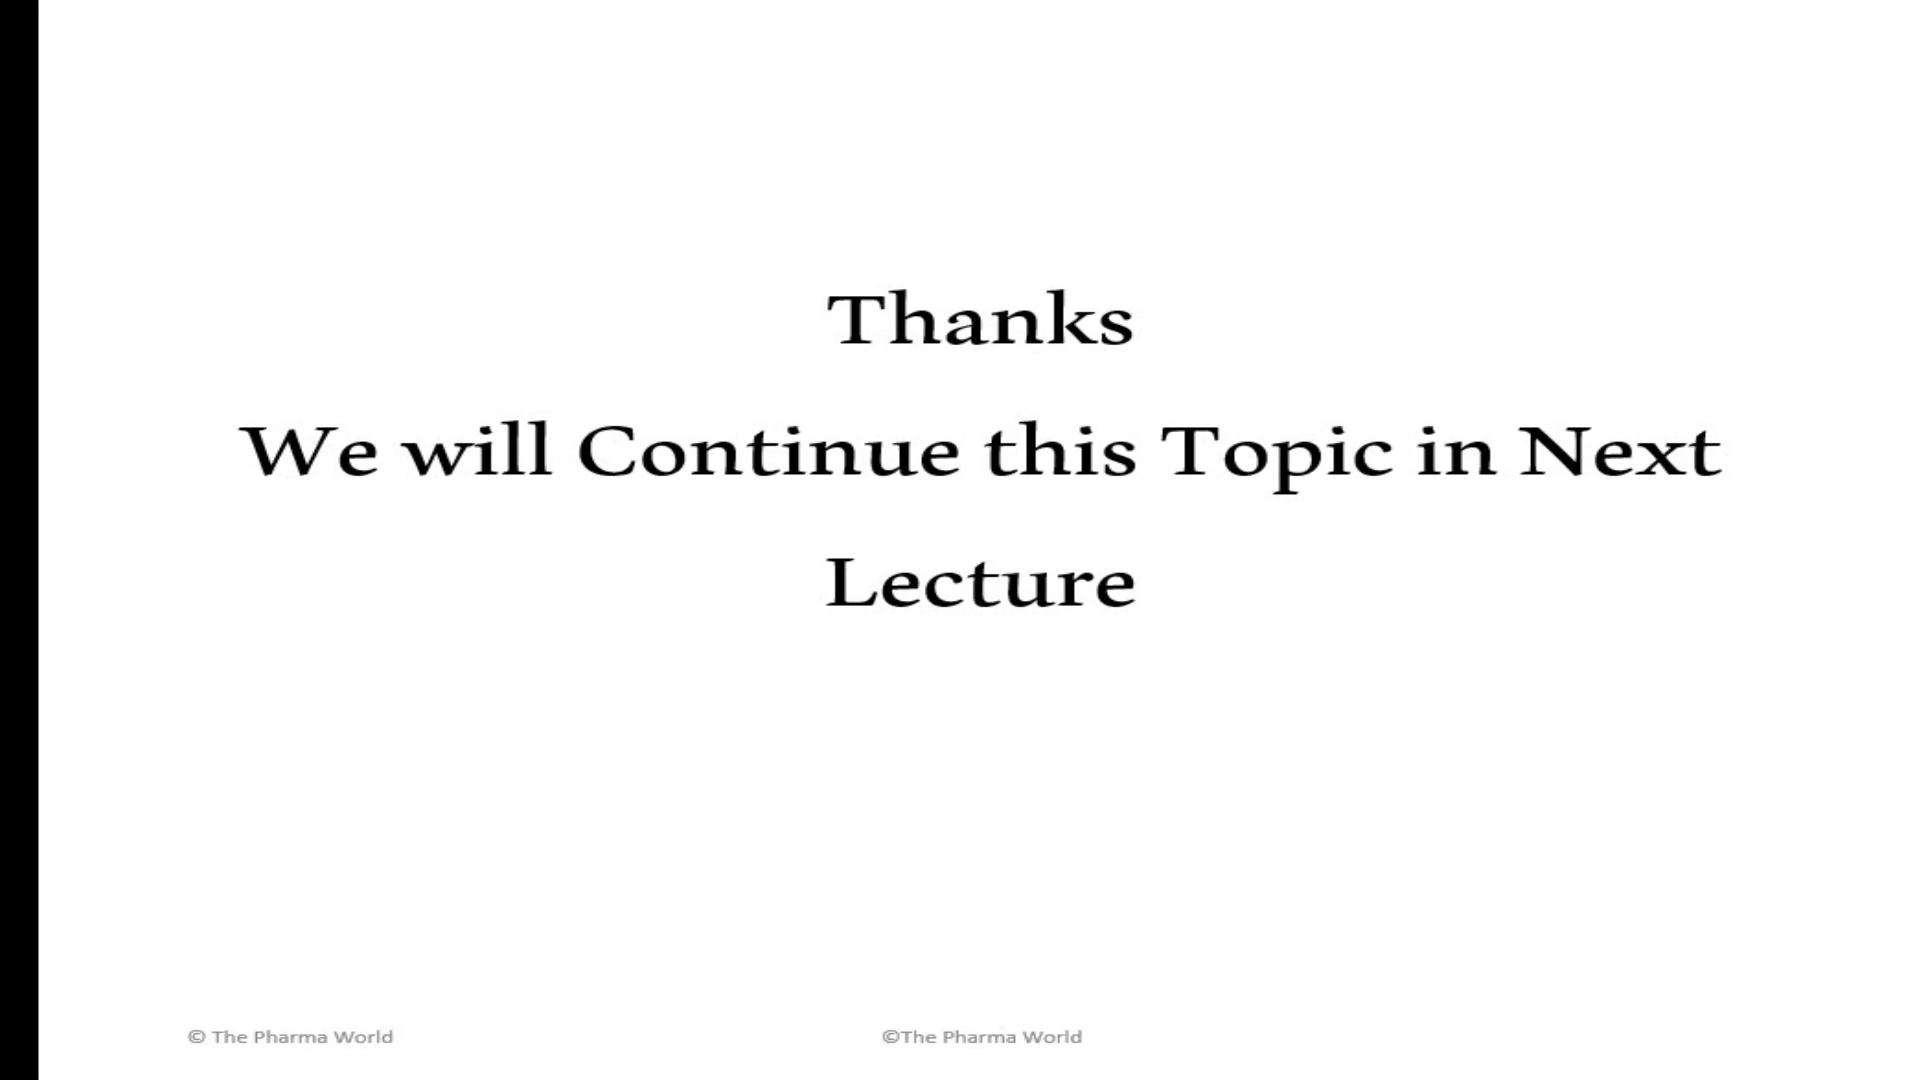 Thanks
We will Continue this Topic in Next
Lecture
© The Pharma World
©The Pharma World